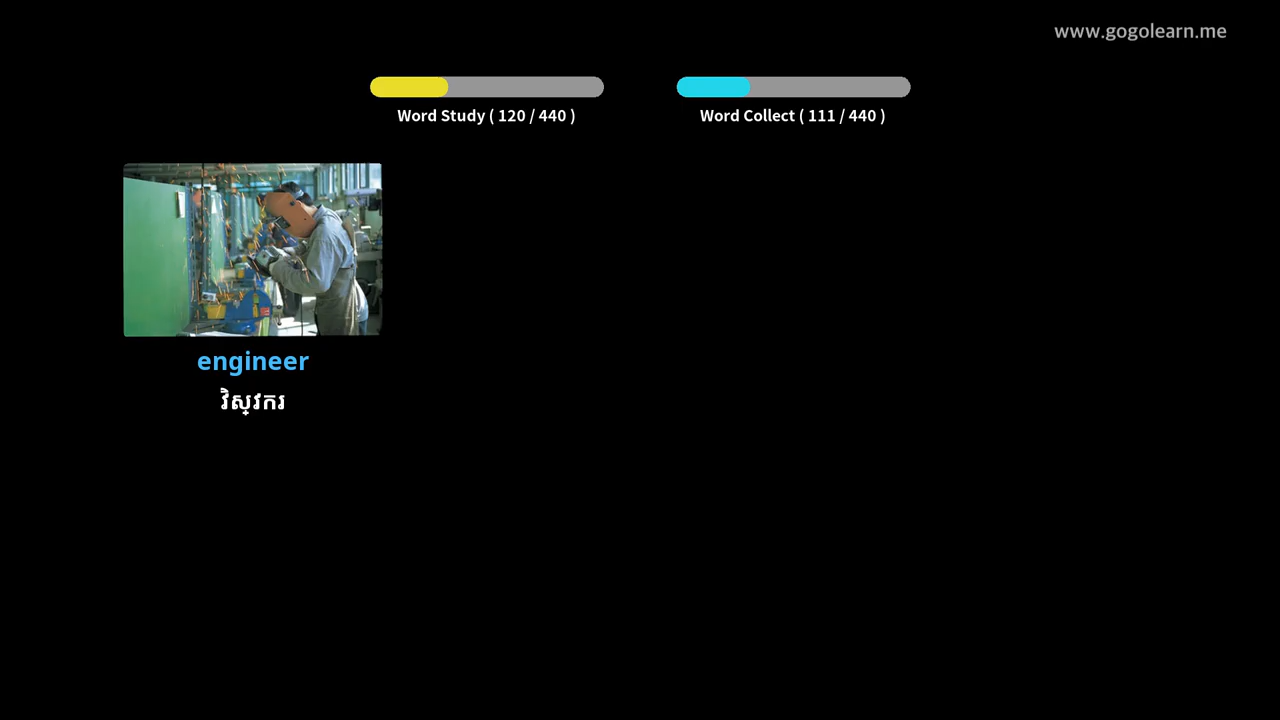 www.gogolearn.me
Word Study ( 120 / 440 )
Word Collect ( 111 / 440 )
engineer
វិស្វករ